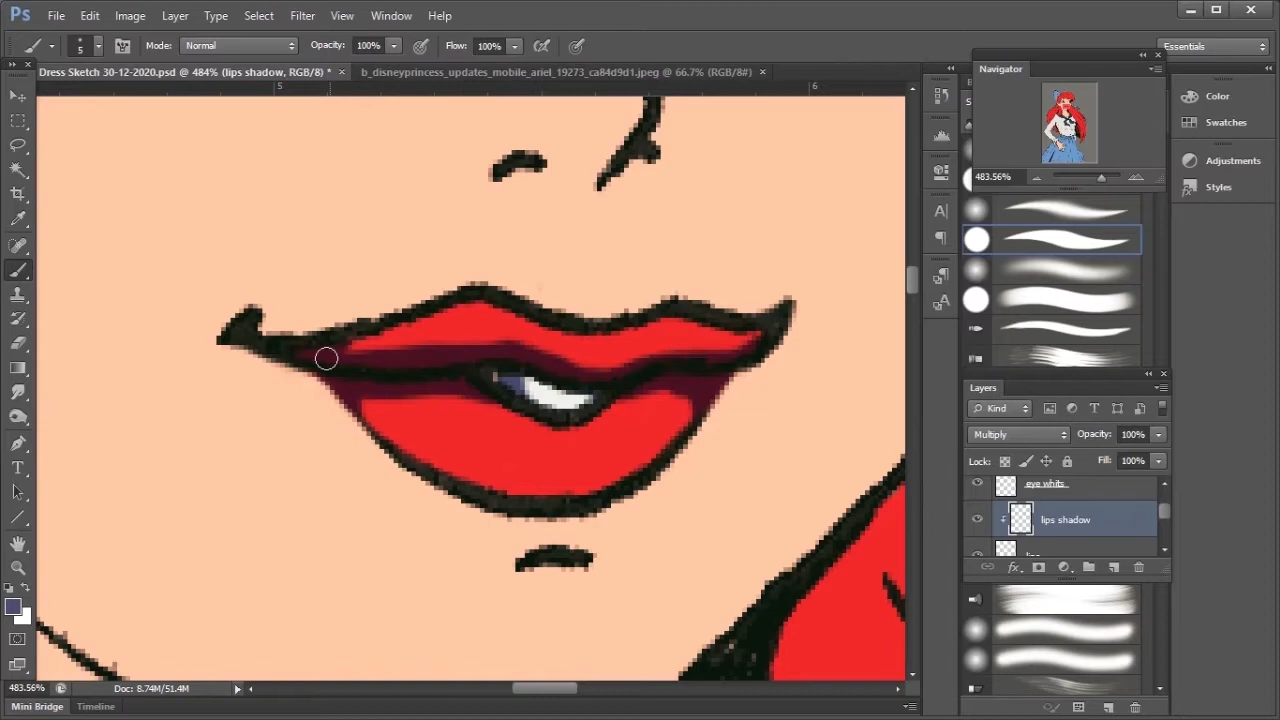 Ps File Edit Image Layer Type Select Filter View Window Help
5 Mode: Normal Opacity: 100% Flow: 100% Essentials
Dress Sketch 30-12-2020.psd @ 484% (lips shadow, RGB/8) * × b_disneyprincess_updates_mobile_ariel_19273_ca84d9d1.jpeg @ 66.7% (RGB/8#) ×
5 6
Navigator
483.56%
Color
Swatches
Adjustments
Styles
Layers
Kind
Multiply Opacity: 100%
Lock: Fill: 100%
eye whits
lips shadow
483.56% Doc: 8.74M/51.4M
Mini Bridge Timeline